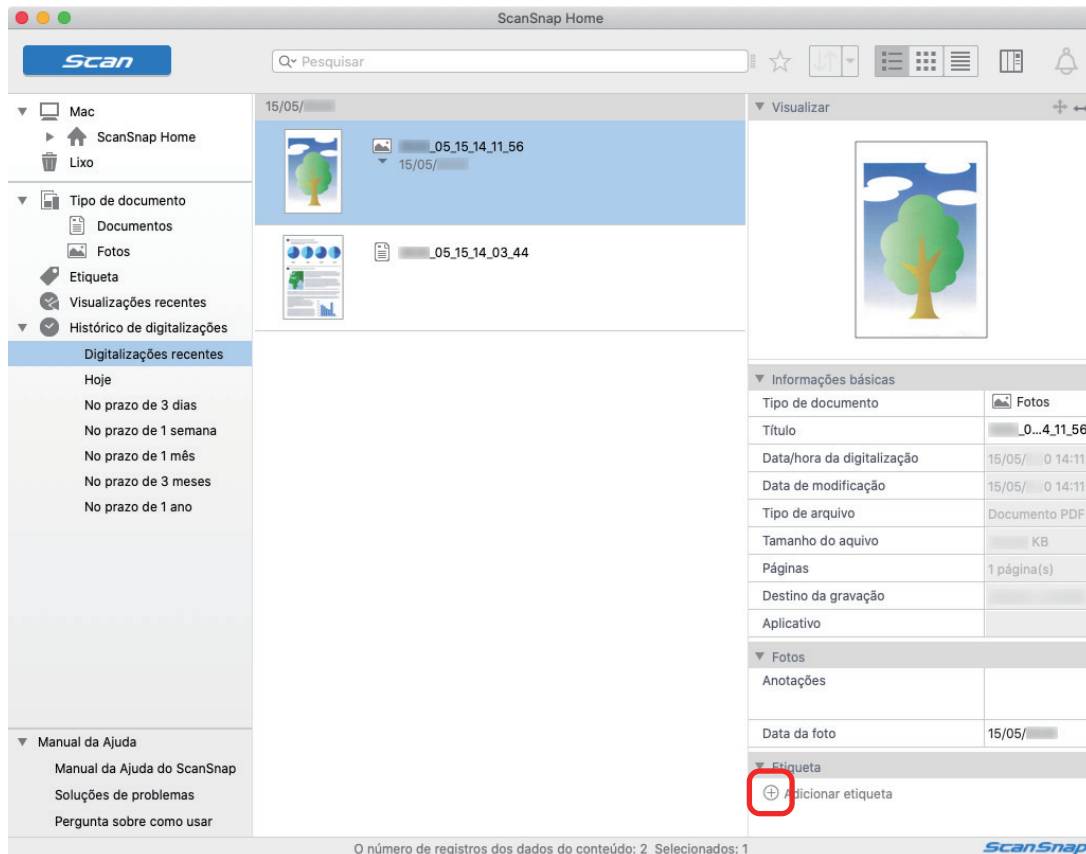 ScanSnap Home
Scan
Pesquisar
Mac
ScanSnap Home
Lixo
Tipo de documento
Documentos
Fotos
Etiqueta
Visualizações recentes
Histórico de digitalizações
Digitalizações recentes
Hoje
No prazo de 3 dias
No prazo de 1 semana
No prazo de 1 mês
No prazo de 3 meses
No prazo de 1 ano
Manual da Ajuda
Manual da Ajuda do ScanSnap
Soluções de problemas
Pergunta sobre como usar
15/05/
_05_15_14_11_56
15/05/
_05_15_14_03_44
Visualizar
Informações básicas
Tipo de documento Fotos
Título _0...4_11_56
Data/hora da digitalização 15/05/ 0 14:11
Data de modificação 15/05/ 0 14:11
Tipo de arquivo Documento PDF
Tamanho do aquivo KB
Páginas 1 página(s)
Destino da gravação
Aplicativo
Fotos
Anotações
Data da foto 15/05/
Etiqueta
Adicionar etiqueta
O número de registros dos dados do conteúdo: 2 Selecionados: 1
ScanSnap